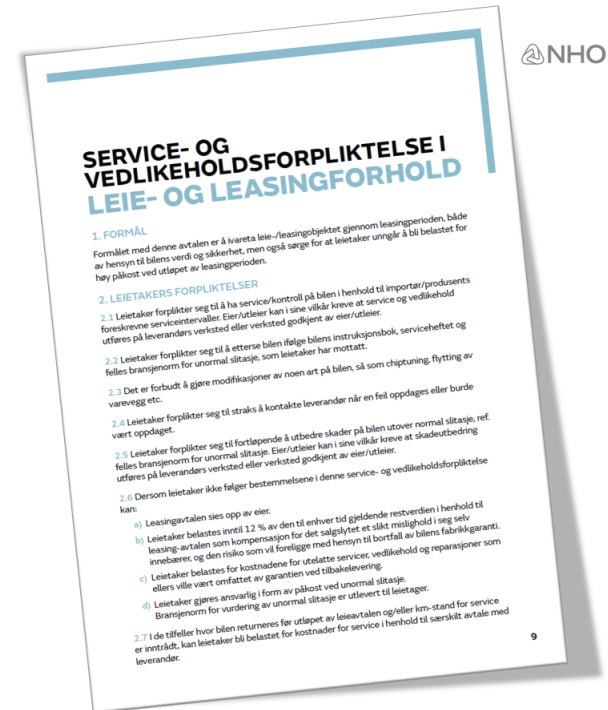 NHO
SERVICE- OG
VEDLIKEHOLDSFORPLIKTELSE I
LEIE- OG LEASINGFORHOLD
1. FORMÅL
Formålet med denne avtalen er å ivareta leie-/leasingobjektet gjennom leasingperioden, både
av hensyn til bilens verdi og sikkerhet, men også sørge for at leietaker unngår å bli belastet for
høy påkost ved utløpet av leasingperioden.
2. LEIETAKERS FORPLIKTELSER
2.1 Leietaker forplikter seg til å ha service/kontroll på bilen i henhold til importør/produsents
foreskrevne serviceintervaller. Eier/utleier kan i sine vilkår kreve at service og vedlikehold
utføres på leverandørs verksted eller verksted godkjent av eier/utleier.
2.2 Leietaker forplikter seg til å etterse bilen ifølge bilens instruksjonsbok, serviceheftet og
felles bransjenorm for unormal slitasje, som leietaker har mottatt.
2.3 Det er forbudt å gjøre modifikasjoner av noen art på bilen, så som chiptuning, flytting av
varevegg etc.
2.4 Leietaker forplikter seg til straks å kontakte leverandør når en feil oppdages eller burde
vært oppdaget.
2.5 Leietaker forplikter seg til fortløpende å utbedre skader på bilen utover normal slitasje, ref.
felles bransjenorm for unormal slitasje. Eier/utleier kan i sine vilkår kreve at skadeutbedring
utføres på leverandørs verksted eller verksted godkjent av eier/utleier.
2.6 Dersom leietaker ikke følger bestemmelsene i denne service- og vedlikeholdsforpliktelse
kan:
a) Leasingavtalen sies opp av eier.
b) Leietaker belastes inntil 12 % av den til enhver tid gjeldende restverdien i henhold til
leasing-avtalen som kompensasjon for det salgslytet et slikt mislighold i seg selv
innebærer, og den risiko som vil foreligge med hensyn til bortfall av bilens fabrikkgaranti.
c) Leietaker belastes for kostnadene for utelatte servicer, vedlikehold og reparasjoner som
ellers ville vært omfattet av garantien ved tilbakelevering.
d) Leietaker gjøres ansvarlig i form av påkost ved unormal slitasje.
Bransjenorm for vurdering av unormal slitasje er utlevert til leietager.
2.7 I de tilfeller hvor bilen returneres før utløpet av leieavtalen og/eller km-stand for service
er inntrådt, kan leietaker bli belastet for kostnader for service i henhold til særskilt avtale med
leverandør.
9